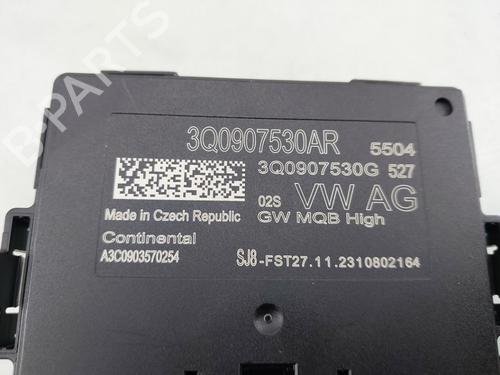 B PARTS
3Q0907530AR 5504
3Q0907530G 527
02S VW AG
Made in Czech Republic GW MQB High
Continental
A3C0903570254 SJ8-FST27.11.2310802164